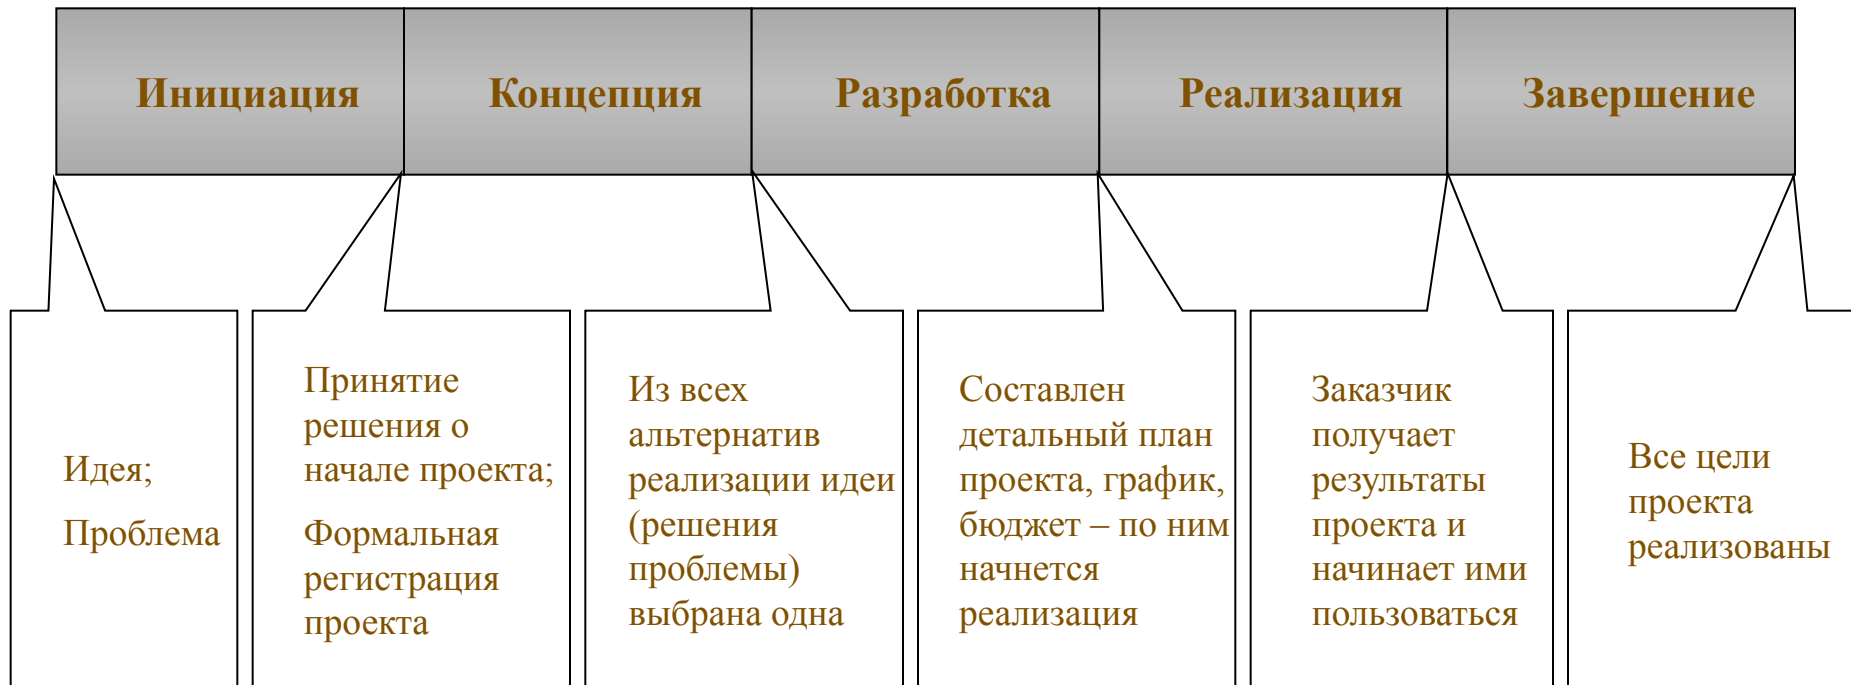 Инициация
Концепция
Разработка
Реализация
Завершение
Идея;
Проблема
Принятие
решения о
начале проекта;
Формальная
регистрация
проекта
Из всех
альтернатив
реализации идеи
(решения
проблемы)
выбрана одна
Составлен
детальный план
проекта, график,
бюджет – по ним
начнется
реализация
Заказчик
получает
результаты
проекта и
начинает ими
пользоваться
Все цели
проекта
реализованы